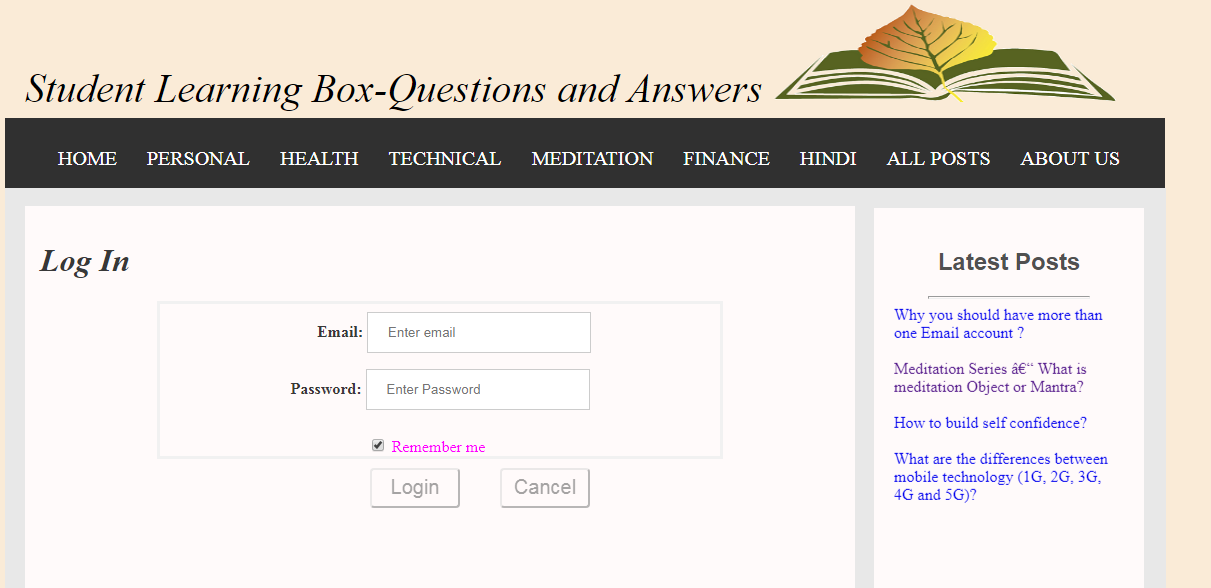 Student Learning Box-Questions and Answers
HOME PERSONAL HEALTH TECHNICAL MEDITATION FINANCE HINDI ALL POSTS ABOUT US
Log In
Email: Enter email
Password: Enter Password
Remember me
Login Cancel
Latest Posts
Why you should have more than
one Email account ?
Meditation Series â€“ What is
meditation Object or Mantra?
How to build self confidence?
What are the differences between
mobile technology (1G, 2G, 3G,
4G and 5G)?